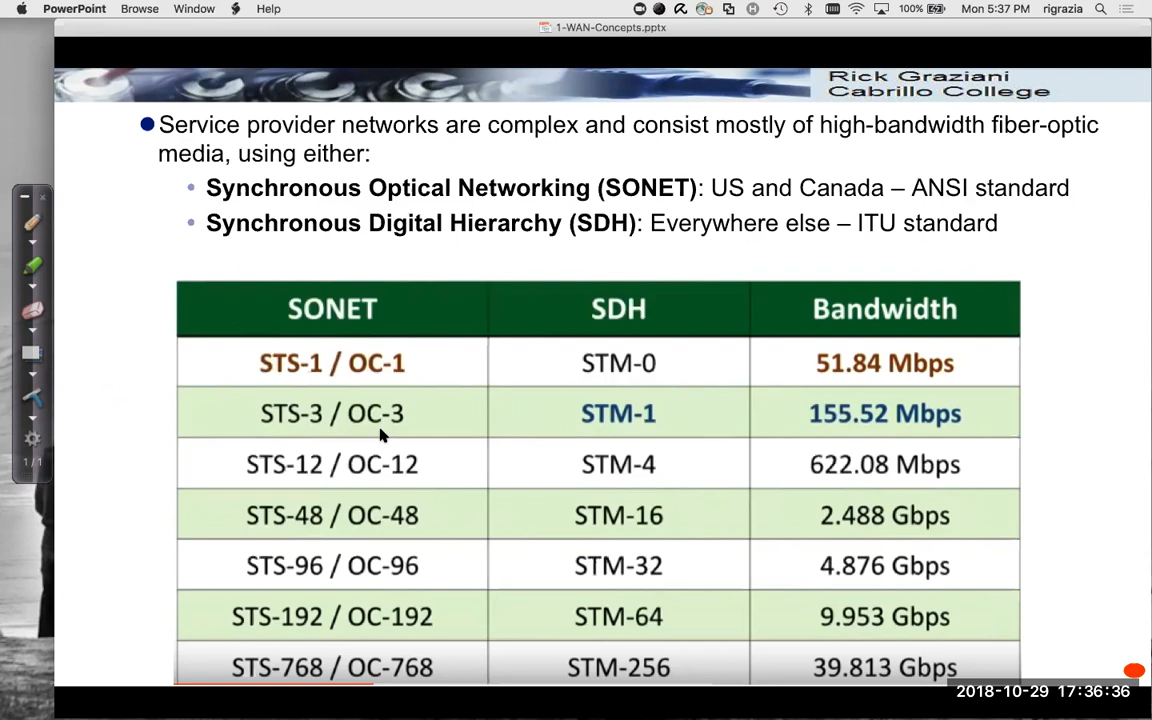 PowerPoint Browse Window Help 100% Mon 5:37 PM rigrazia
1-WAN-Concepts.pptx
Rick Graziani
Cabrillo College
Service provider networks are complex and consist mostly of high-bandwidth fiber-optic
media, using either:
• Synchronous Optical Networking (SONET): US and Canada – ANSI standard
• Synchronous Digital Hierarchy (SDH): Everywhere else – ITU standard
SONET SDH Bandwidth
STS-1 / OC-1 STM-0 51.84 Mbps
STS-3 / OC-3 STM-1 155.52 Mbps
STS-12 / OC-12 STM-4 622.08 Mbps
STS-48 / OC-48 STM-16 2.488 Gbps
STS-96 / OC-96 STM-32 4.876 Gbps
STS-192 / OC-192 STM-64 9.953 Gbps
STS-768 / OC-768 STM-256 39.813 Gbps
1/1
2018-10-29 17:36:36